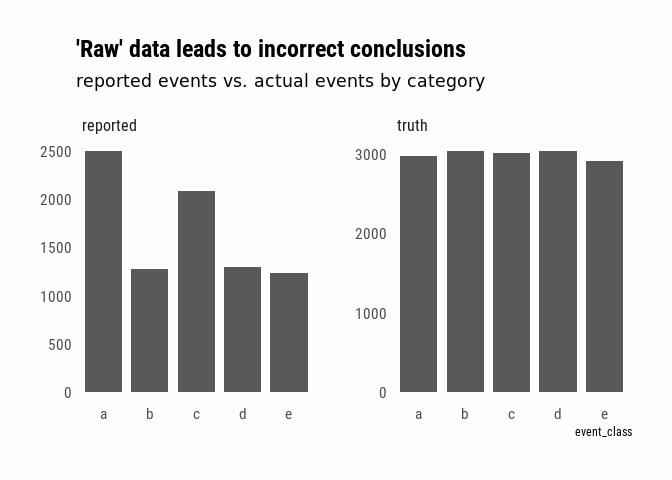 'Raw' data leads to incorrect conclusions
reported events vs. actual events by category
reported
2500
2000
1500
1000
500
0
a b c d e
truth
3000
2000
1000
0
a b c d e
event_class